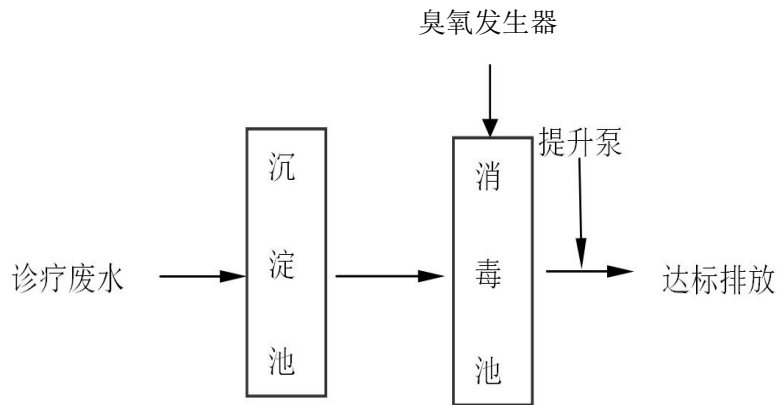 臭氧发生器
提升泵
沉淀池
消毒池
诊疗废水
达标排放